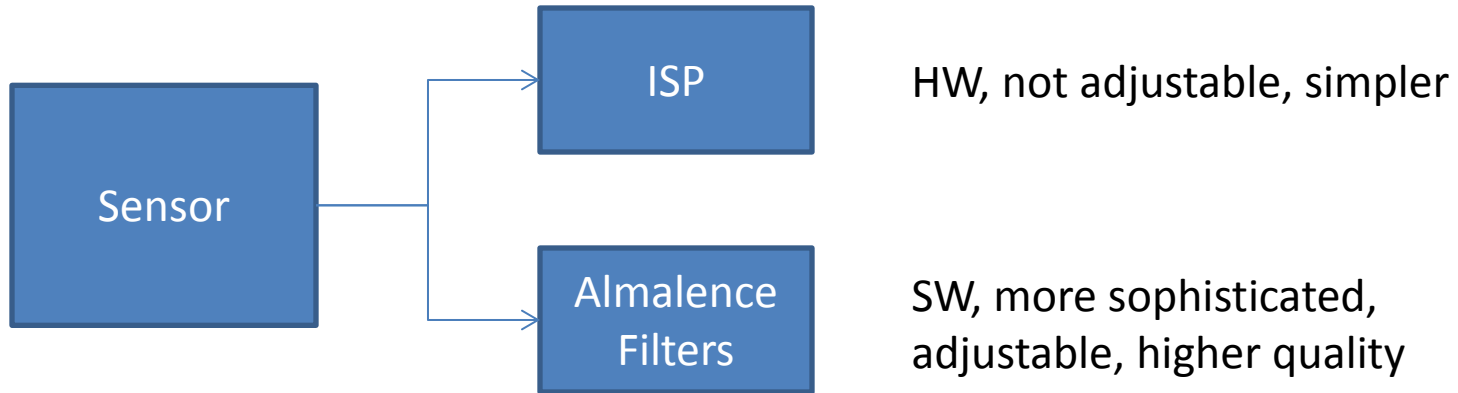 Sensor
ISP
HW, not adjustable, simpler
Almalence
Filters
SW, more sophisticated,
adjustable, higher quality